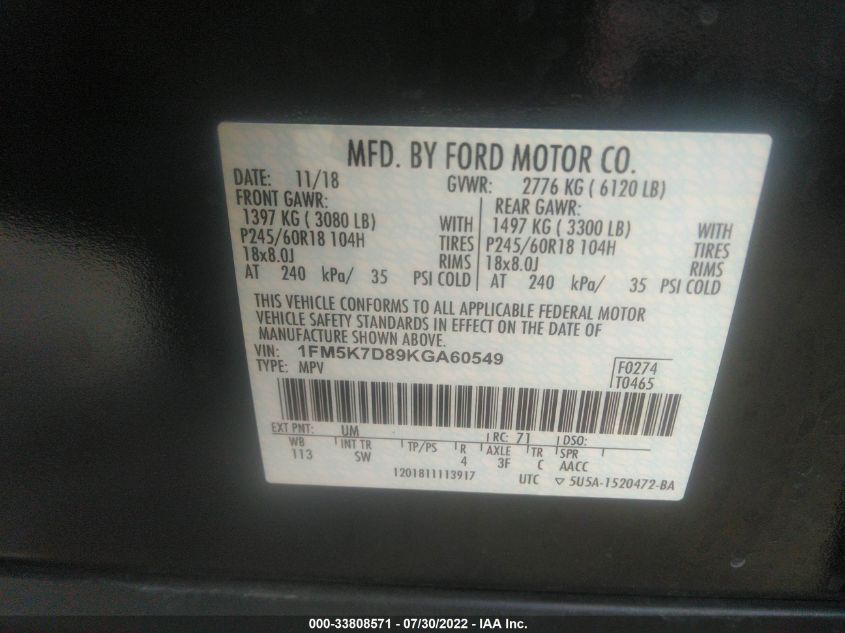 MFD. BY FORD MOTOR CO.
DATE: 11/18 GVWR: 2776 KG ( 6120 LB)
FRONT GAWR: REAR GAWR:
1397 KG ( 3080 LB) WITH 1497 KG ( 3300 LB) WITH
P245/60R18 104H TIRES P245/60R18 104H TIRES
18x8.0J RIMS 18x8.0J RIMS
AT 240 kPa/ 35 PSI COLD AT 240 kPa/ 35 PSI COLD
THIS VEHICLE CONFORMS TO ALL APPLICABLE FEDERAL MOTOR
VEHICLE SAFETY STANDARDS IN EFFECT ON THE DATE OF
MANUFACTURE SHOWN ABOVE.
VIN: 1FM5K7D89KGA60549
TYPE: MPV
F0274
T0465
EXT PNT: UM RC: 71 DSO:
WB INT TR TP/PS R AXLE TR SPR
113 SW 4 3F C AACC
1201811113917 UTC ▽ 5U5A-1520472-BA
000-33808571 - 07/30/2022 - IAA Inc.